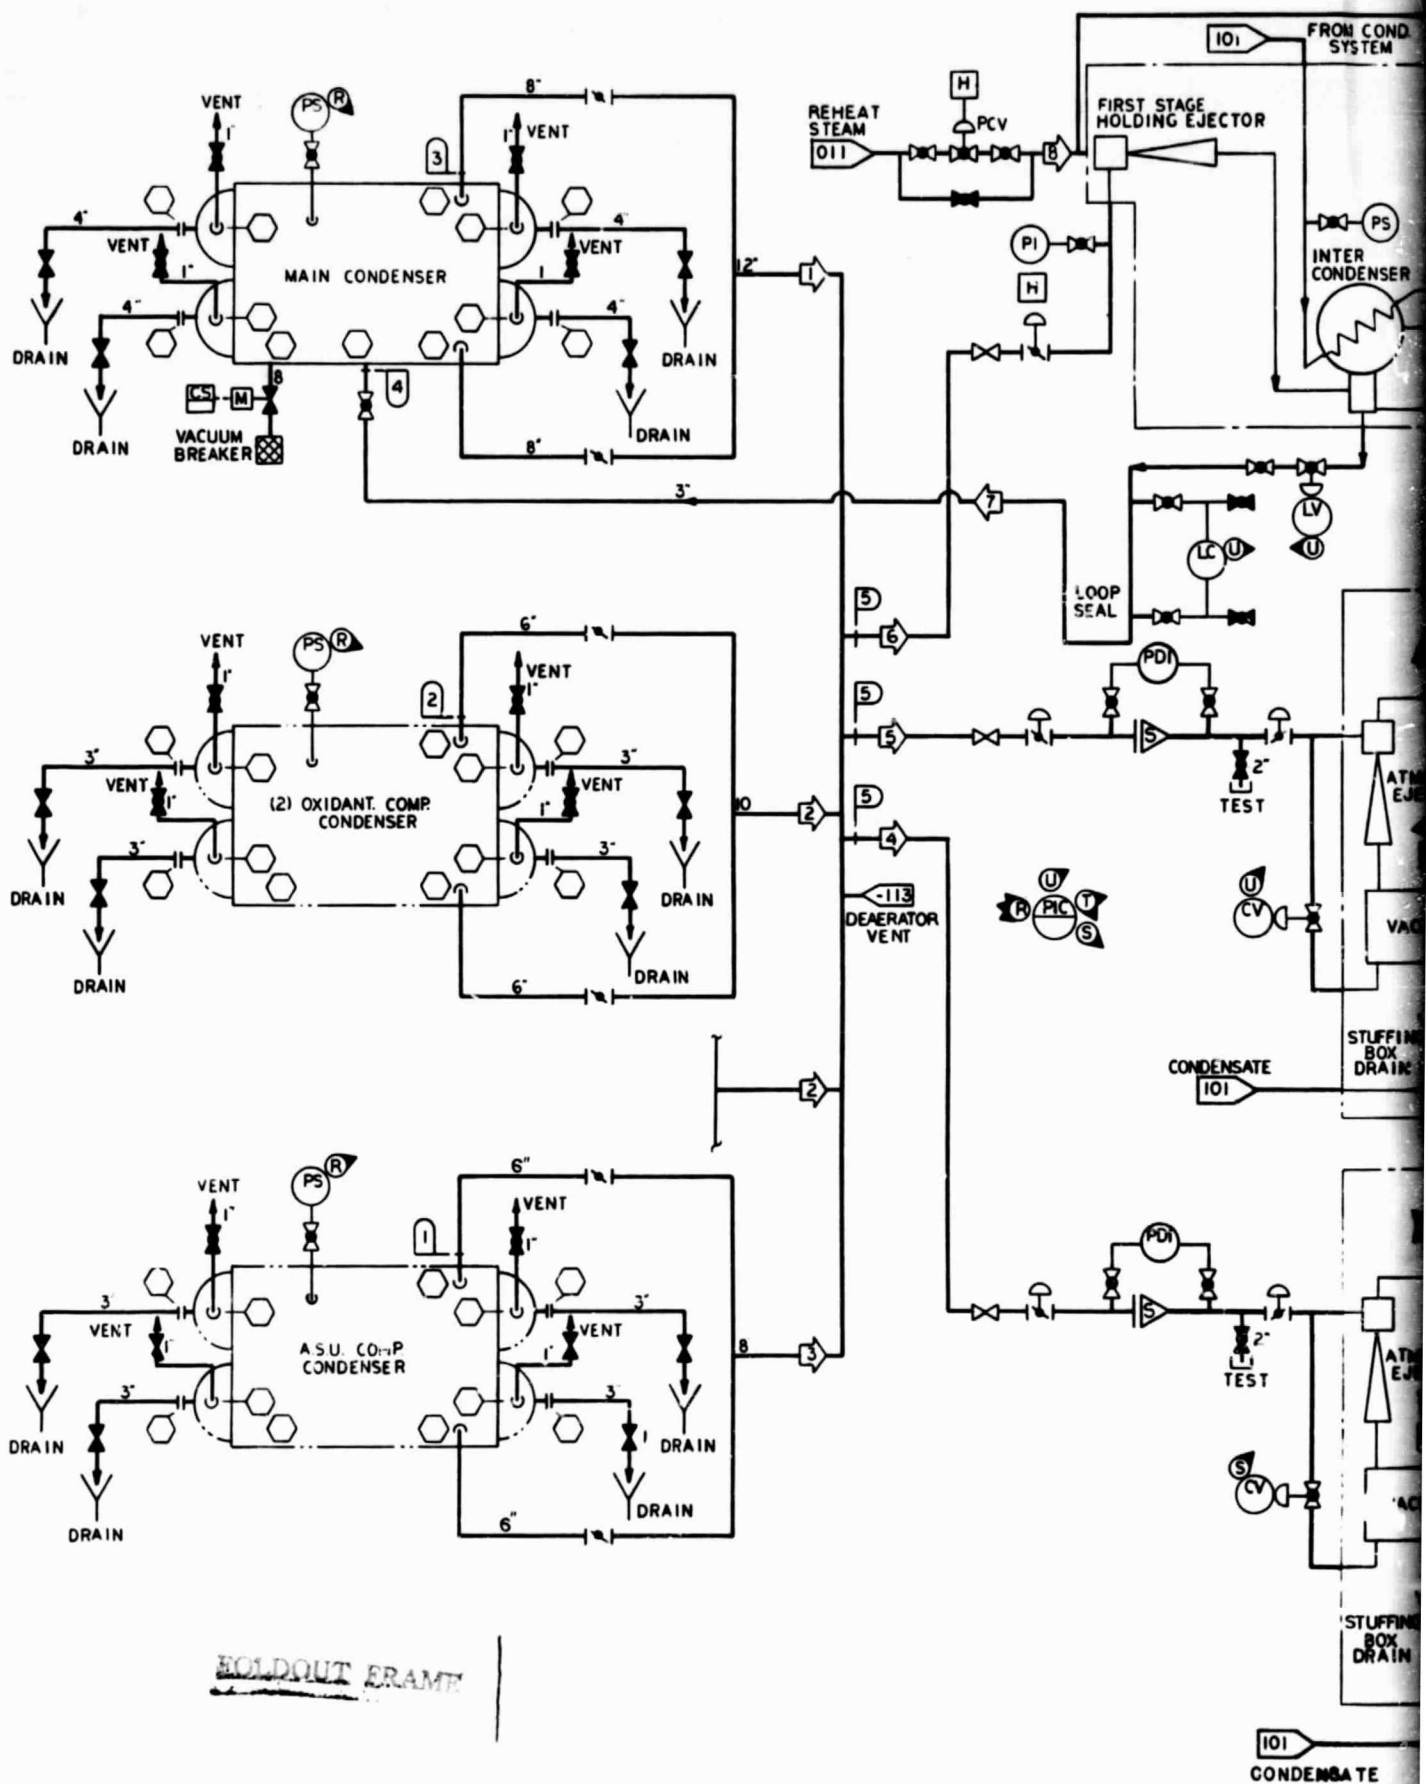 101
FROM COND.
SYSTEM
H
REHEAT
STEAM
011
PCV
8
FIRST STAGE
HOLDING EJECTOR
PI
H
PS
INTER
CONDENSER
VENT
1"
PS
R
3
8"
1"
VENT
4"
VENT
1"
MAIN CONDENSER
4"
VENT
1
12"
1
4"
4"
DRAIN
DRAIN
8
CS
M
VACUUM
BREAKER
4
DRAIN
DRAIN
8"
3"
7
LV
U
LC
U
LOOP
SEAL
VENT
1"
PS
R
2
6"
VENT
1"
5
6
PDI
3"
VENT
1"
(2) OXIDANT. COMP.
CONDENSER
3"
VENT
1"
10
2
5
5
S
2"
TEST
3"
3"
DRAIN
DRAIN
DRAIN
DRAIN
6"
5
4
-113
DEAERATOR
VENT
U
R
PIC
T
S
U
CV
STUFFIN
BOX
DRAIN
CONDENSATE
101
2
VENT
1"
PS
R
1
6"
VENT
1"
3"
VENT
1"
A.S.U. COMP.
CONDENSER
3"
VENT
1"
8
3
PDI
S
2"
TEST
3"
3"
DRAIN
DRAIN
DRAIN
DRAIN
6"
S
CV
STUFFIN
BOX
DRAIN
FOLDOUT FRAME
101
CONDENSATE